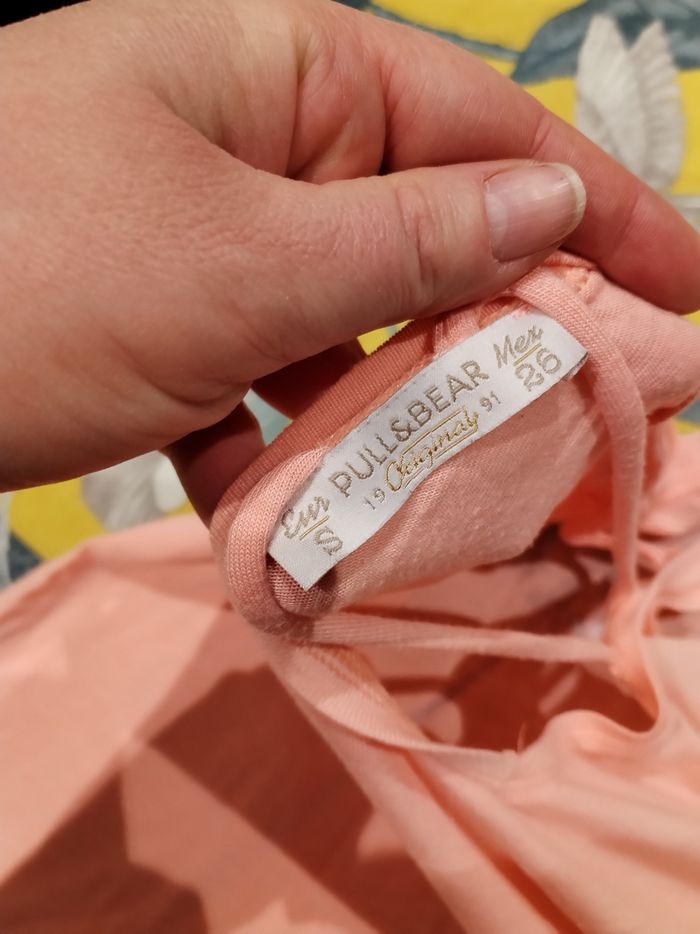 Eur
S
PULL&BEAR
19 Original 91
Mex
26